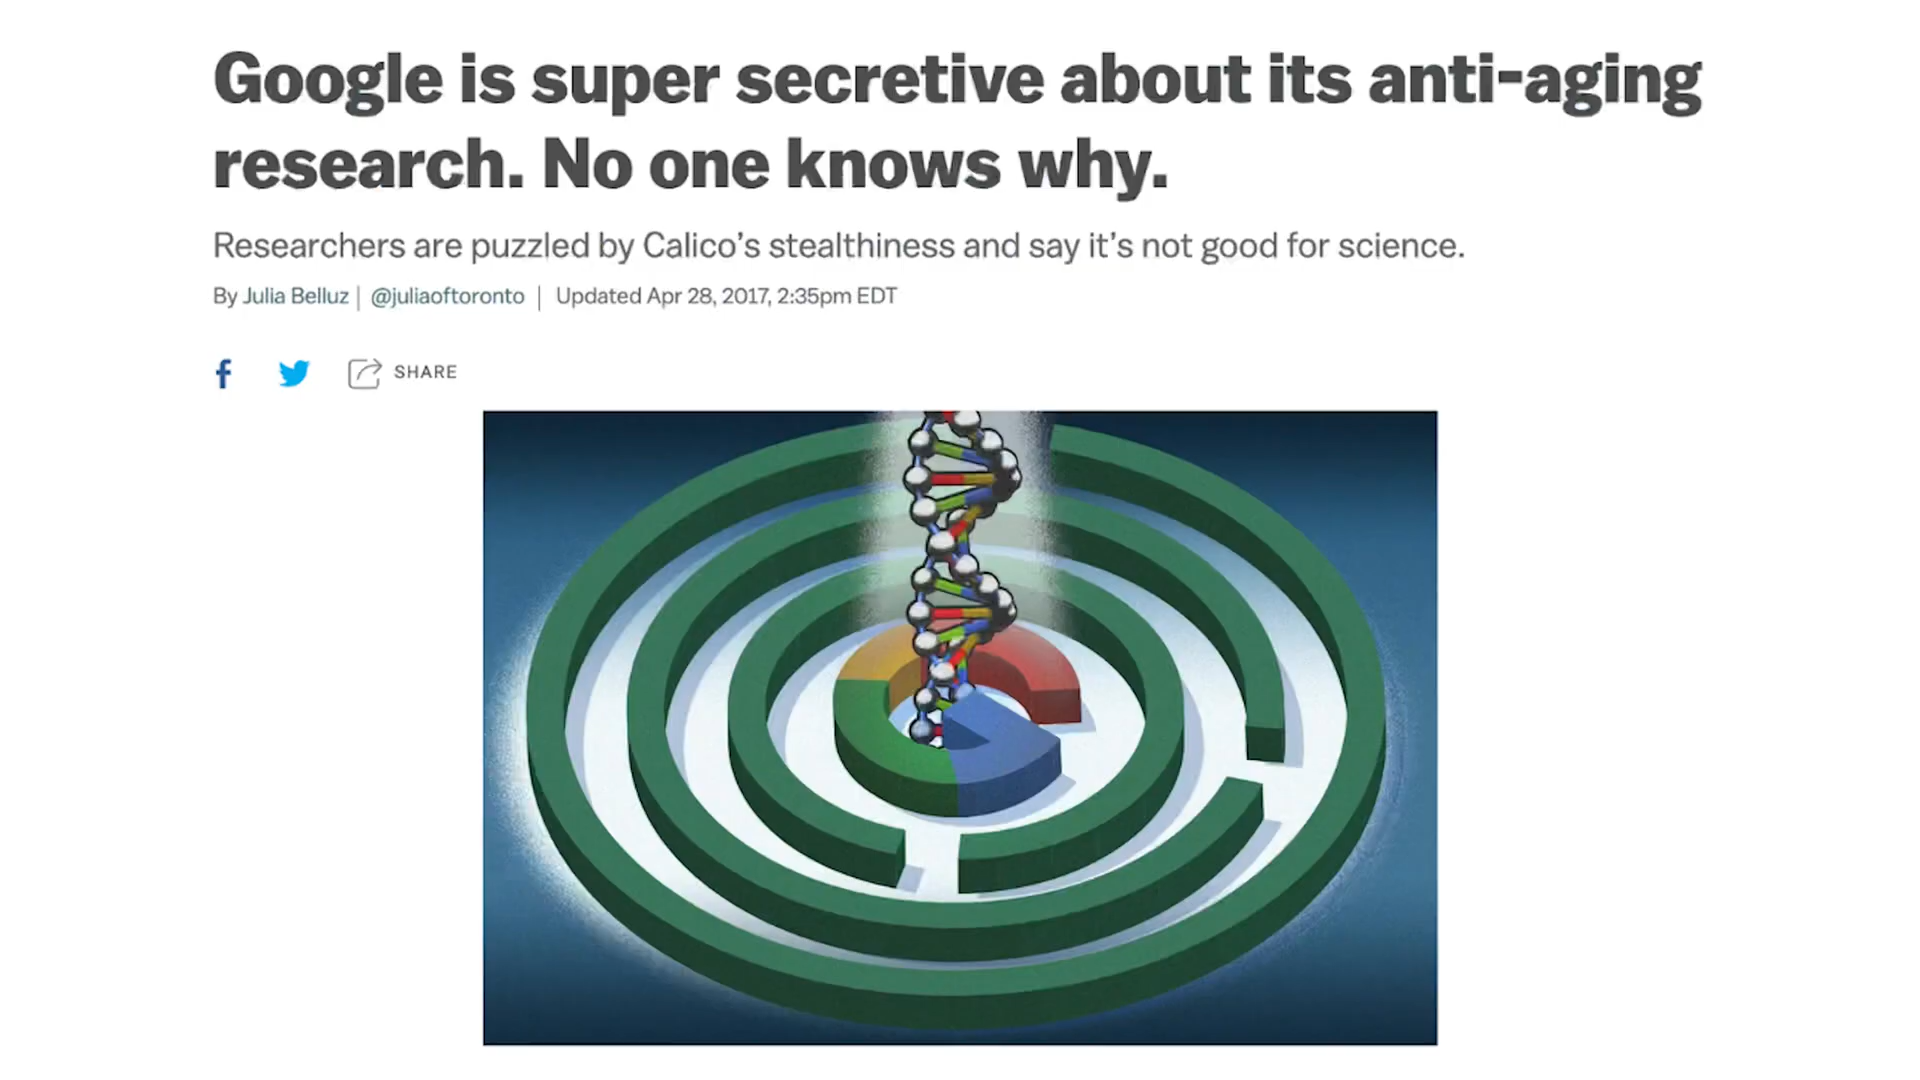 Google is super secretive about its anti-aging
research. No one knows why.
Researchers are puzzled by Calico’s stealthiness and say it’s not good for science.
By Julia Belluz | @juliaoftoronto | Updated Apr 28, 2017, 2:35pm EDT
SHARE